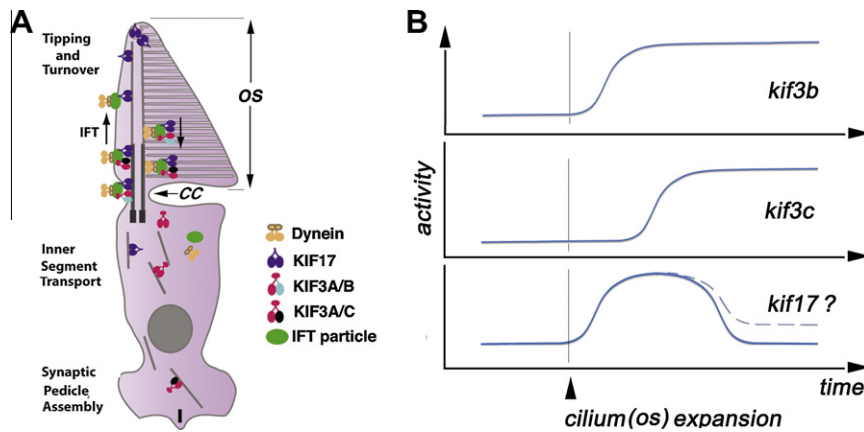 A
Tipping
and
Turnover
OS
IFT
CC
Inner
Segment
Transport
Synaptic
Pedicle
Assembly
Dynein
KIF17
KIF3A/B
KIF3A/C
IFT particle
B
activity
kif3b
kif3c
kif17 ?
time
cilium (os) expansion